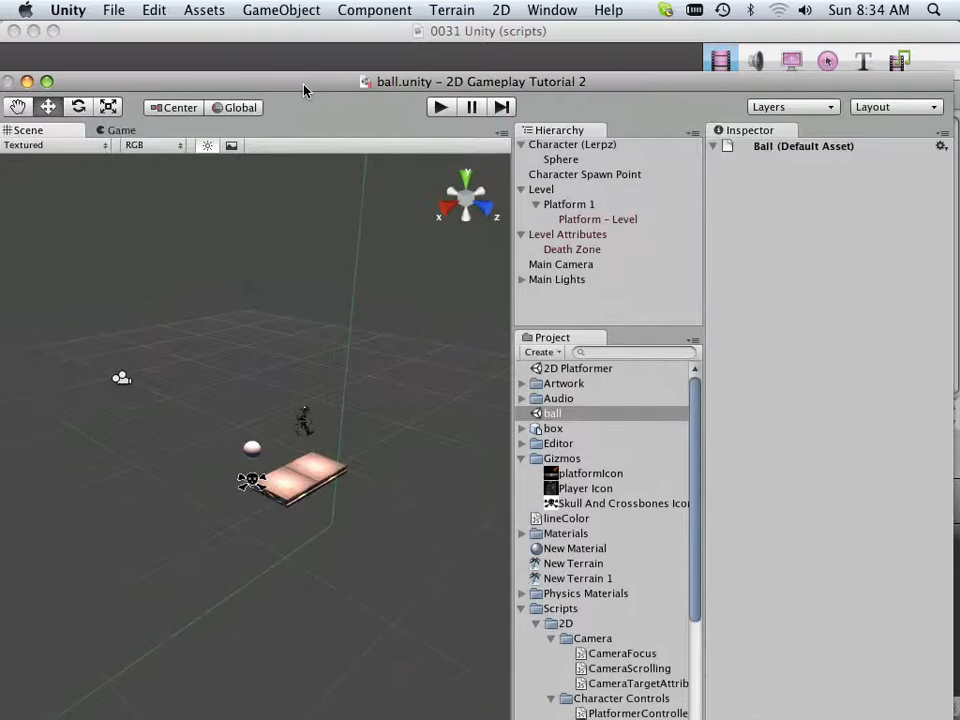 Unity File Edit Assets GameObject Component Terrain 2D Window Help Sun 8:34 AM
0031 Unity (scripts)
ball.unity – 2D Gameplay Tutorial 2
Center Global Layers Layout
Scene Game Hierarchy Inspector
Textured RGB
Character (Lerpz)
Ball (Default Asset)
Sphere
Character Spawn Point
Level
Platform 1
Platform – Level
Level Attributes
Death Zone
Main Camera
Main Lights
y
x z
Project
Create
2D Platformer
Artwork
Audio
ball
box
Editor
Gizmos
platformIcon
Player Icon
Skull And Crossbones Icon
lineColor
Materials
New Material
New Terrain
New Terrain 1
Physics Materials
Scripts
2D
Camera
CameraFocus
CameraScrolling
CameraTargetAttrib
Character Controls
PlatformerControlle